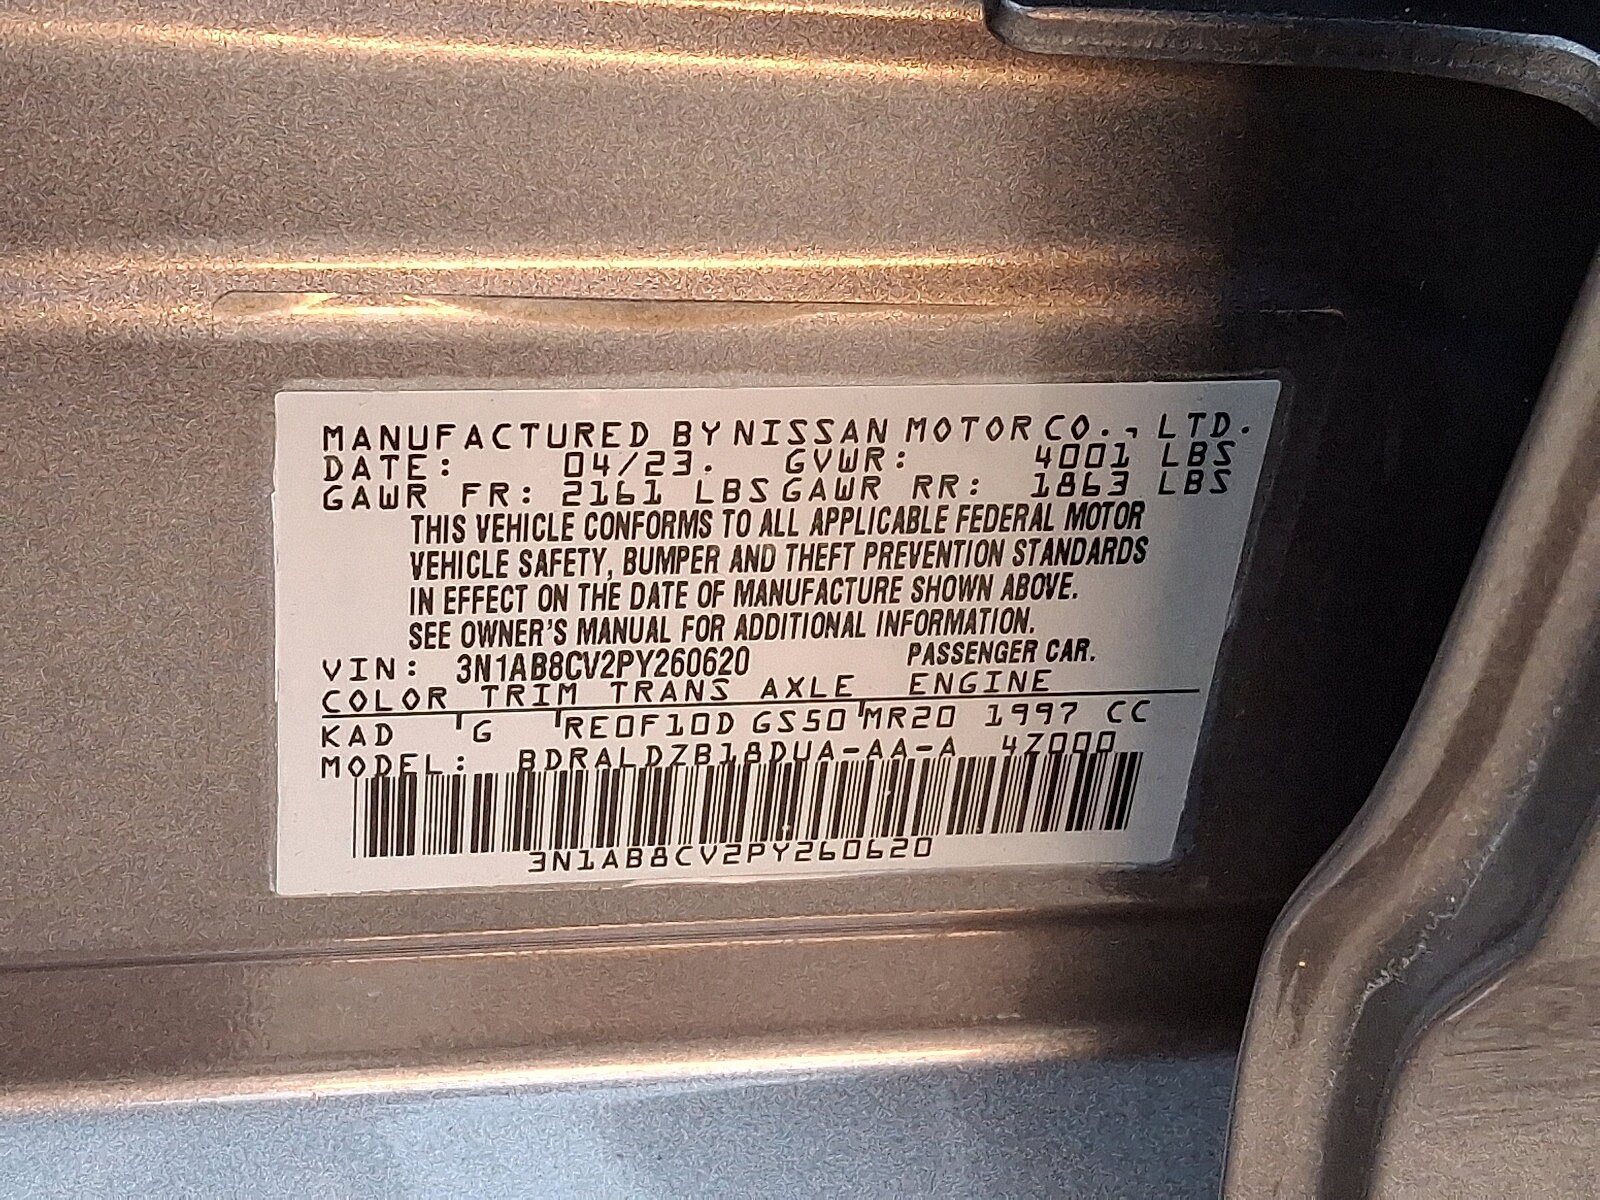 MANUFACTURED BY NISSAN MOTOR CO., LTD.
DATE: 04/23. GVWR: 4001 LBS
GAWR FR: 2161 LBS GAWR RR: 1863 LBS
THIS VEHICLE CONFORMS TO ALL APPLICABLE FEDERAL MOTOR
VEHICLE SAFETY, BUMPER AND THEFT PREVENTION STANDARDS
IN EFFECT ON THE DATE OF MANUFACTURE SHOWN ABOVE.
SEE OWNER'S MANUAL FOR ADDITIONAL INFORMATION.
VIN: 3N1AB8CV2PY260620 PASSENGER CAR.
COLOR TRIM TRANS AXLE ENGINE
KAD G RE0F10D GS50 MR20 1997 CC
MODEL: BDRALDZB18DUA-AA-A 4Z000
3N1AB8CV2PY260620